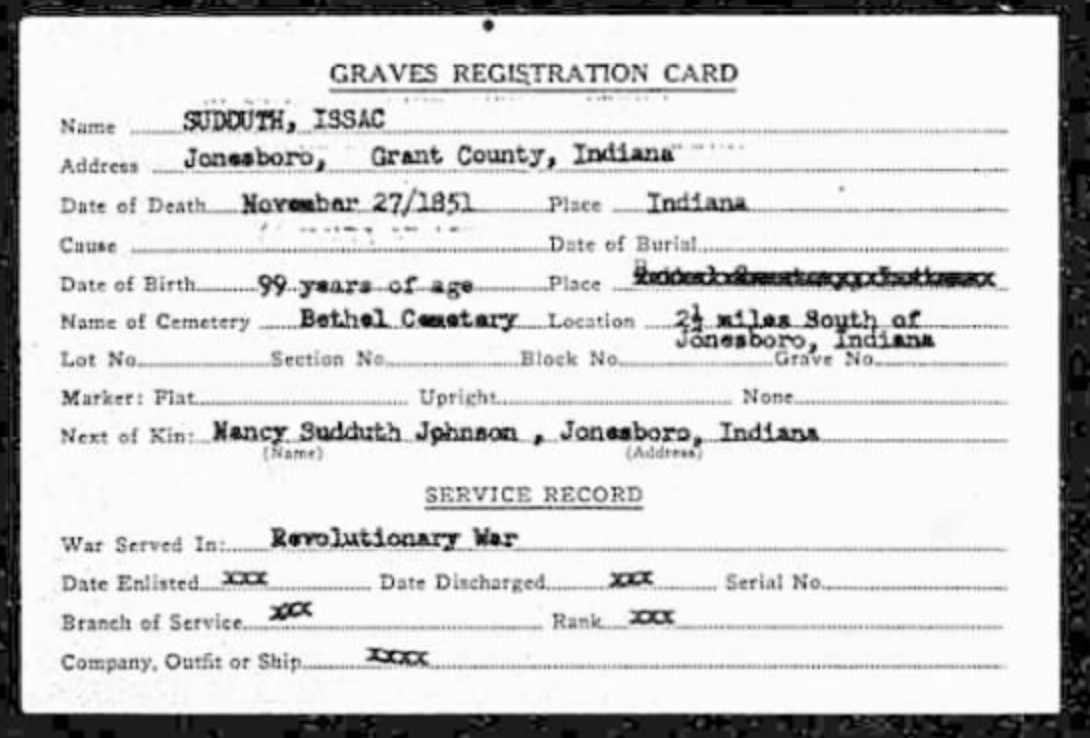 GRAVES REGISTRATION CARD
Name SUDDUTH, ISSAC
Address Jonesboro, Grant County, Indiana
Date of Death November 27/1851 Place Indiana
Cause Date of Burial
Date of Birth 99 years of age Place
Name of Cemetery Bethel Cemetary Location 2½ miles South of
Jonesboro, Indiana
Lot No. Section No. Block No. Grave No.
Marker: Flat Upright None
Next of Kin: Nancy Sudduth Johnson , Jonesboro, Indiana
(Name) (Address)
SERVICE RECORD
War Served In: Revolutionary War
Date Enlisted xxx Date Discharged xxx Serial No.
Branch of Service xxx Rank xxx
Company, Outfit or Ship xxxx